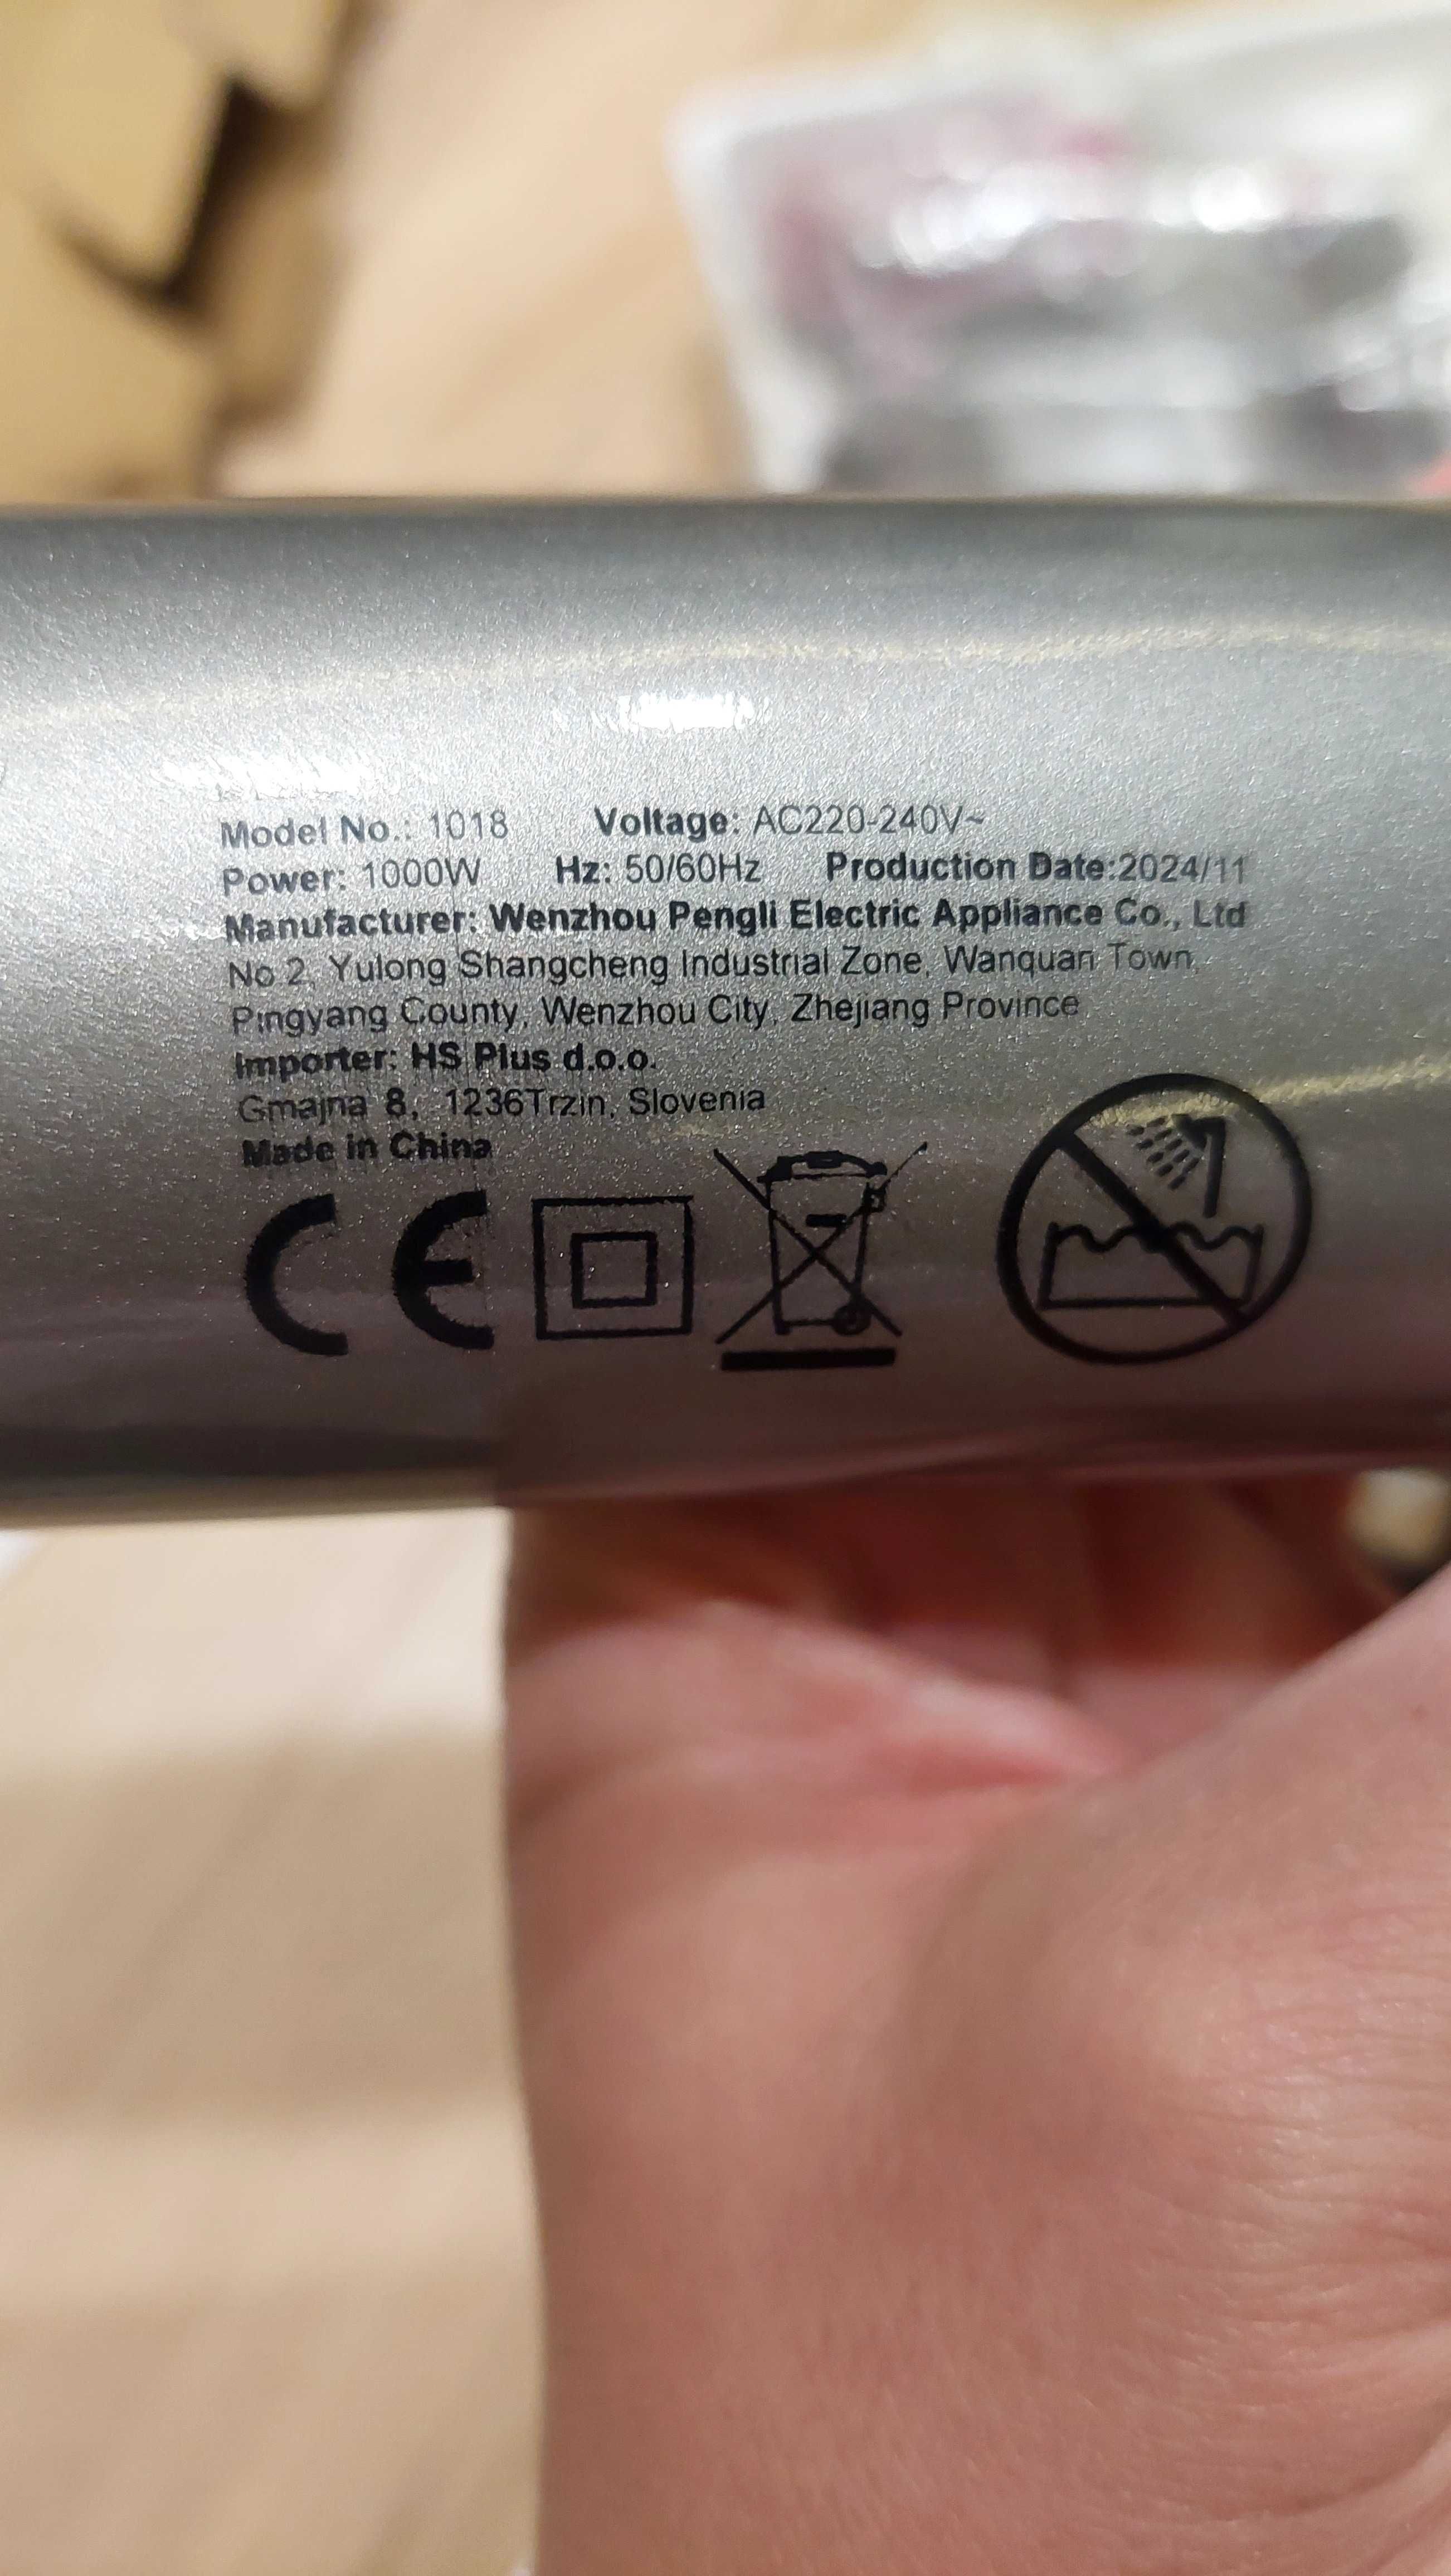 Model No.: 1018 Voltage: AC220-240V~
Power: 1000W Hz: 50/60Hz Production Date:2024/11
Manufacturer: Wenzhou Pengli Electric Appliance Co., Ltd
No 2, Yulong Shangcheng Industrial Zone, Wanquan Town,
Pingyang County, Wenzhou City, Zhejiang Province
Importer: HS Plus d.o.o.
Gmajna 8, 1236Trzin, Slovenia
Made in China
CE